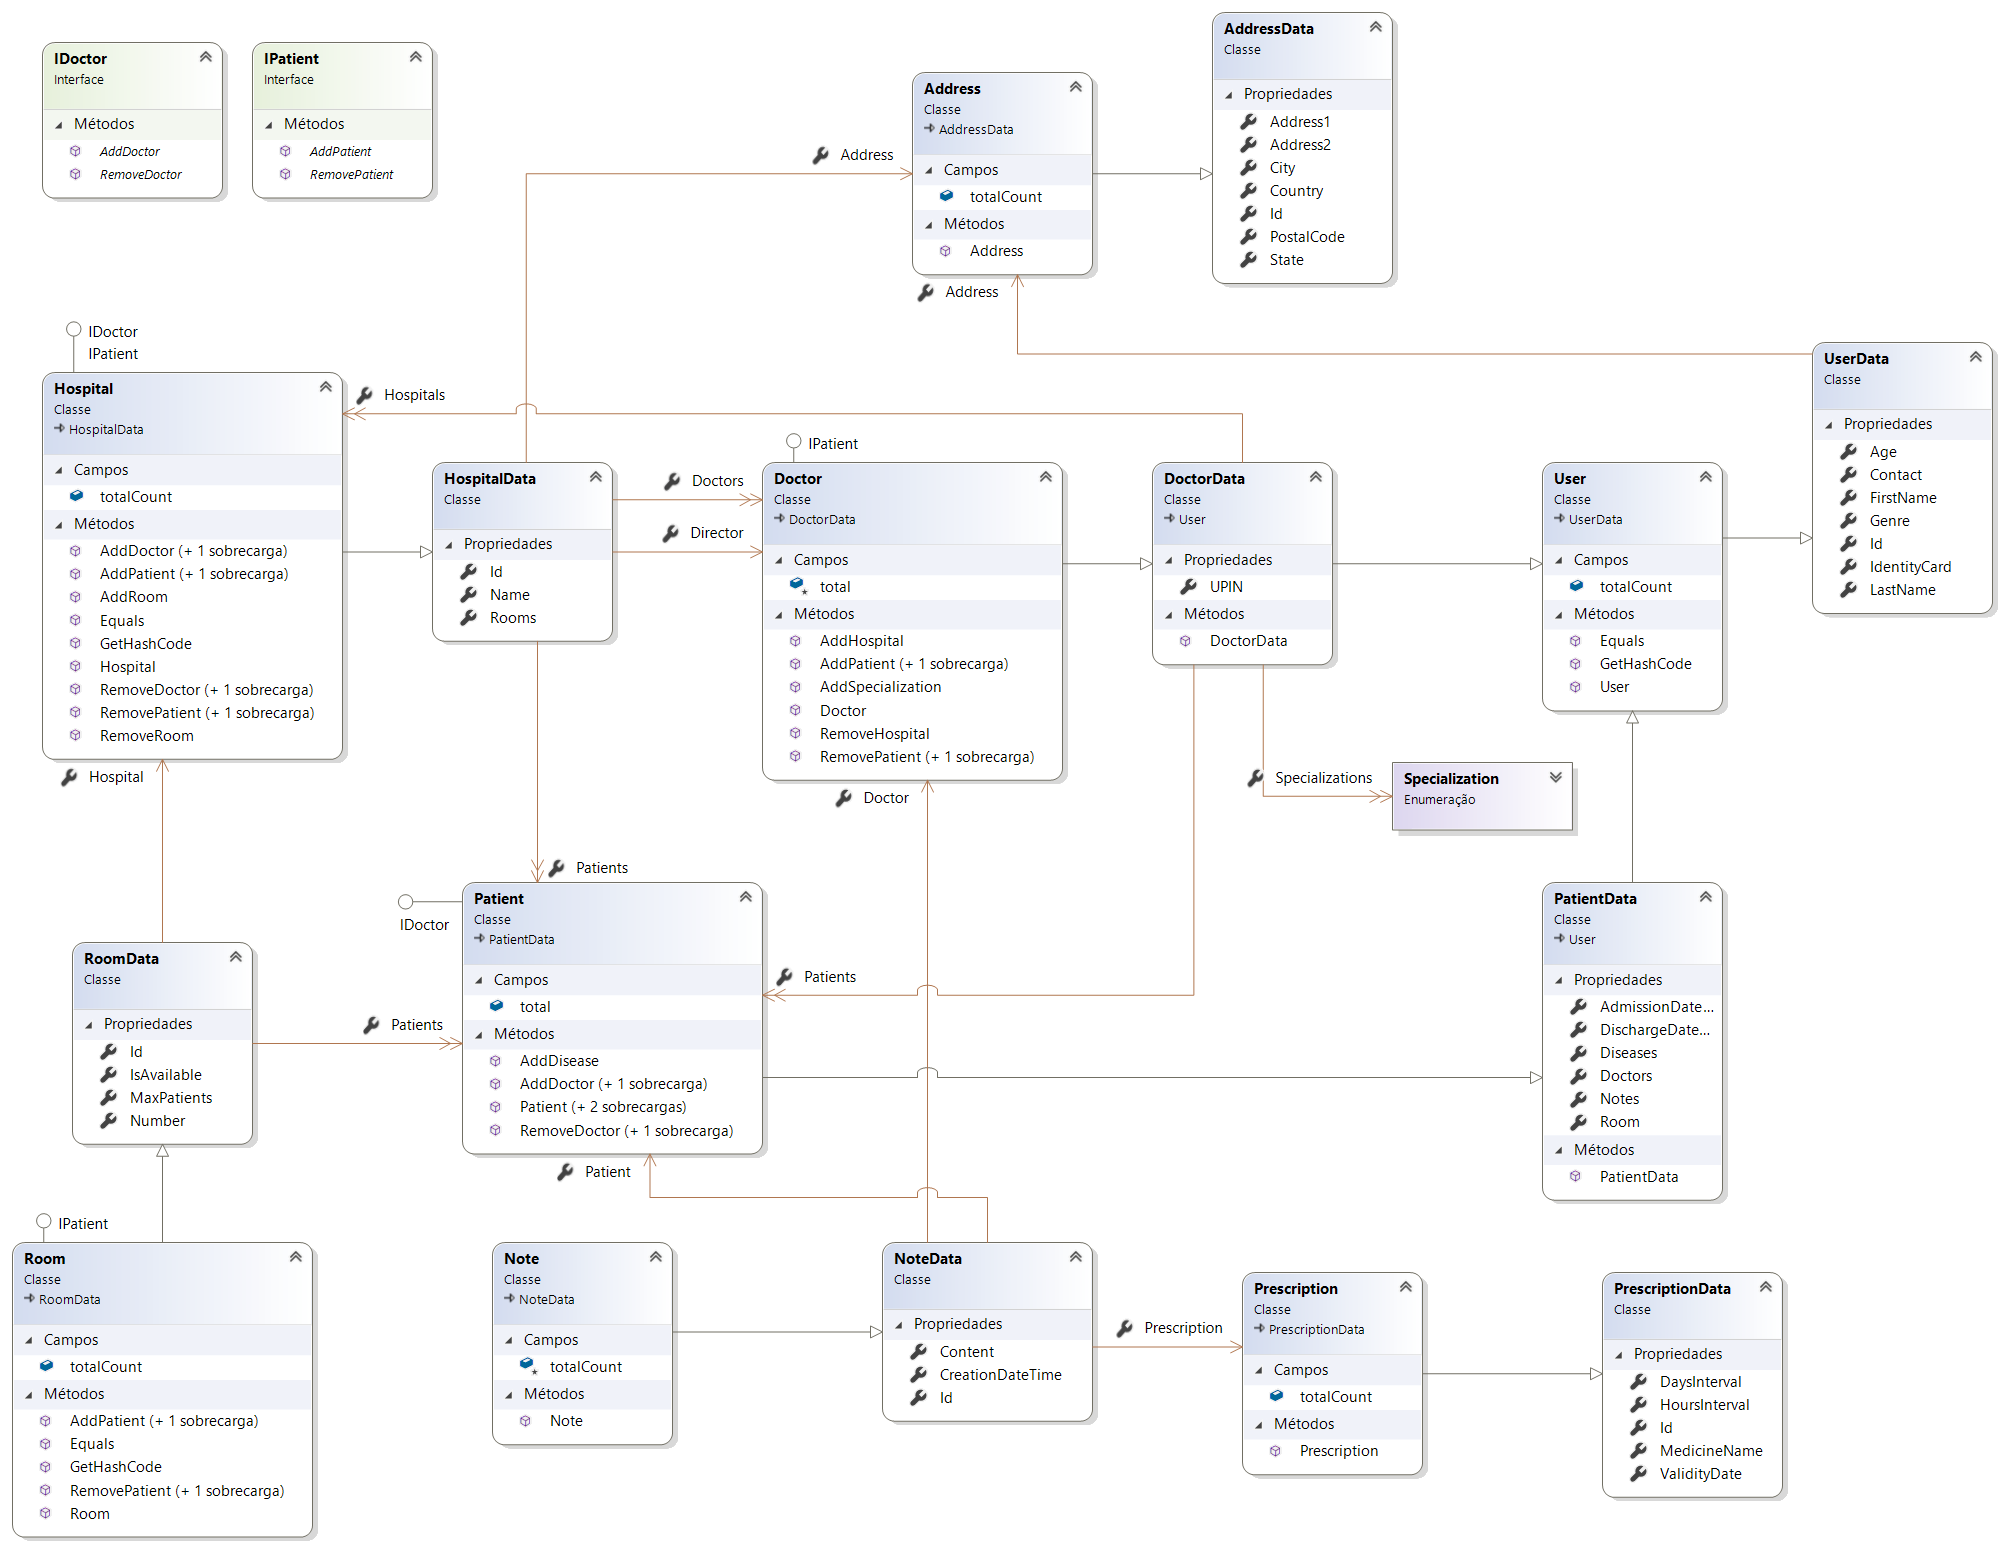 IDoctor
Interface
Métodos
AddDoctor
RemoveDoctor
IPatient
Interface
Métodos
AddPatient
RemovePatient
AddressData
Classe
Propriedades
Address1
Address2
City
Country
Id
PostalCode
State
Address
Classe
AddressData
Campos
totalCount
Métodos
Address
Address
Address
UserData
Classe
Propriedades
Age
Contact
FirstName
Genre
Id
IdentityCard
LastName
IDoctor
IPatient
Hospital
Classe
HospitalData
Campos
totalCount
Métodos
AddDoctor (+ 1 sobrecarga)
AddPatient (+ 1 sobrecarga)
AddRoom
Equals
GetHashCode
Hospital
RemoveDoctor (+ 1 sobrecarga)
RemovePatient (+ 1 sobrecarga)
RemoveRoom
Hospital
Hospitals
HospitalData
Classe
Propriedades
Id
Name
Rooms
Doctors
Director
IPatient
Doctor
Classe
DoctorData
Campos
total
Métodos
AddHospital
AddPatient (+ 1 sobrecarga)
AddSpecialization
Doctor
RemoveHospital
RemovePatient (+ 1 sobrecarga)
Doctor
DoctorData
Classe
User
Propriedades
UPIN
Métodos
DoctorData
User
Classe
UserData
Campos
totalCount
Métodos
Equals
GetHashCode
User
Specializations
Specialization
Enumeração
Patients
IDoctor
Patient
Classe
PatientData
Campos
total
Métodos
AddDisease
AddDoctor (+ 1 sobrecarga)
Patient (+ 2 sobrecargas)
RemoveDoctor (+ 1 sobrecarga)
Patient
Patients
Patients
PatientData
Classe
User
Propriedades
AdmissionDate...
DischargeDate...
Diseases
Doctors
Notes
Room
Métodos
PatientData
RoomData
Classe
Propriedades
Id
IsAvailable
MaxPatients
Number
IPatient
Room
Classe
RoomData
Campos
totalCount
Métodos
AddPatient (+ 1 sobrecarga)
Equals
GetHashCode
RemovePatient (+ 1 sobrecarga)
Room
Note
Classe
NoteData
Campos
totalCount
Métodos
Note
NoteData
Classe
Propriedades
Content
CreationDateTime
Id
Prescription
Prescription
Classe
PrescriptionData
Campos
totalCount
Métodos
Prescription
PrescriptionData
Classe
Propriedades
DaysInterval
HoursInterval
Id
MedicineName
ValidityDate